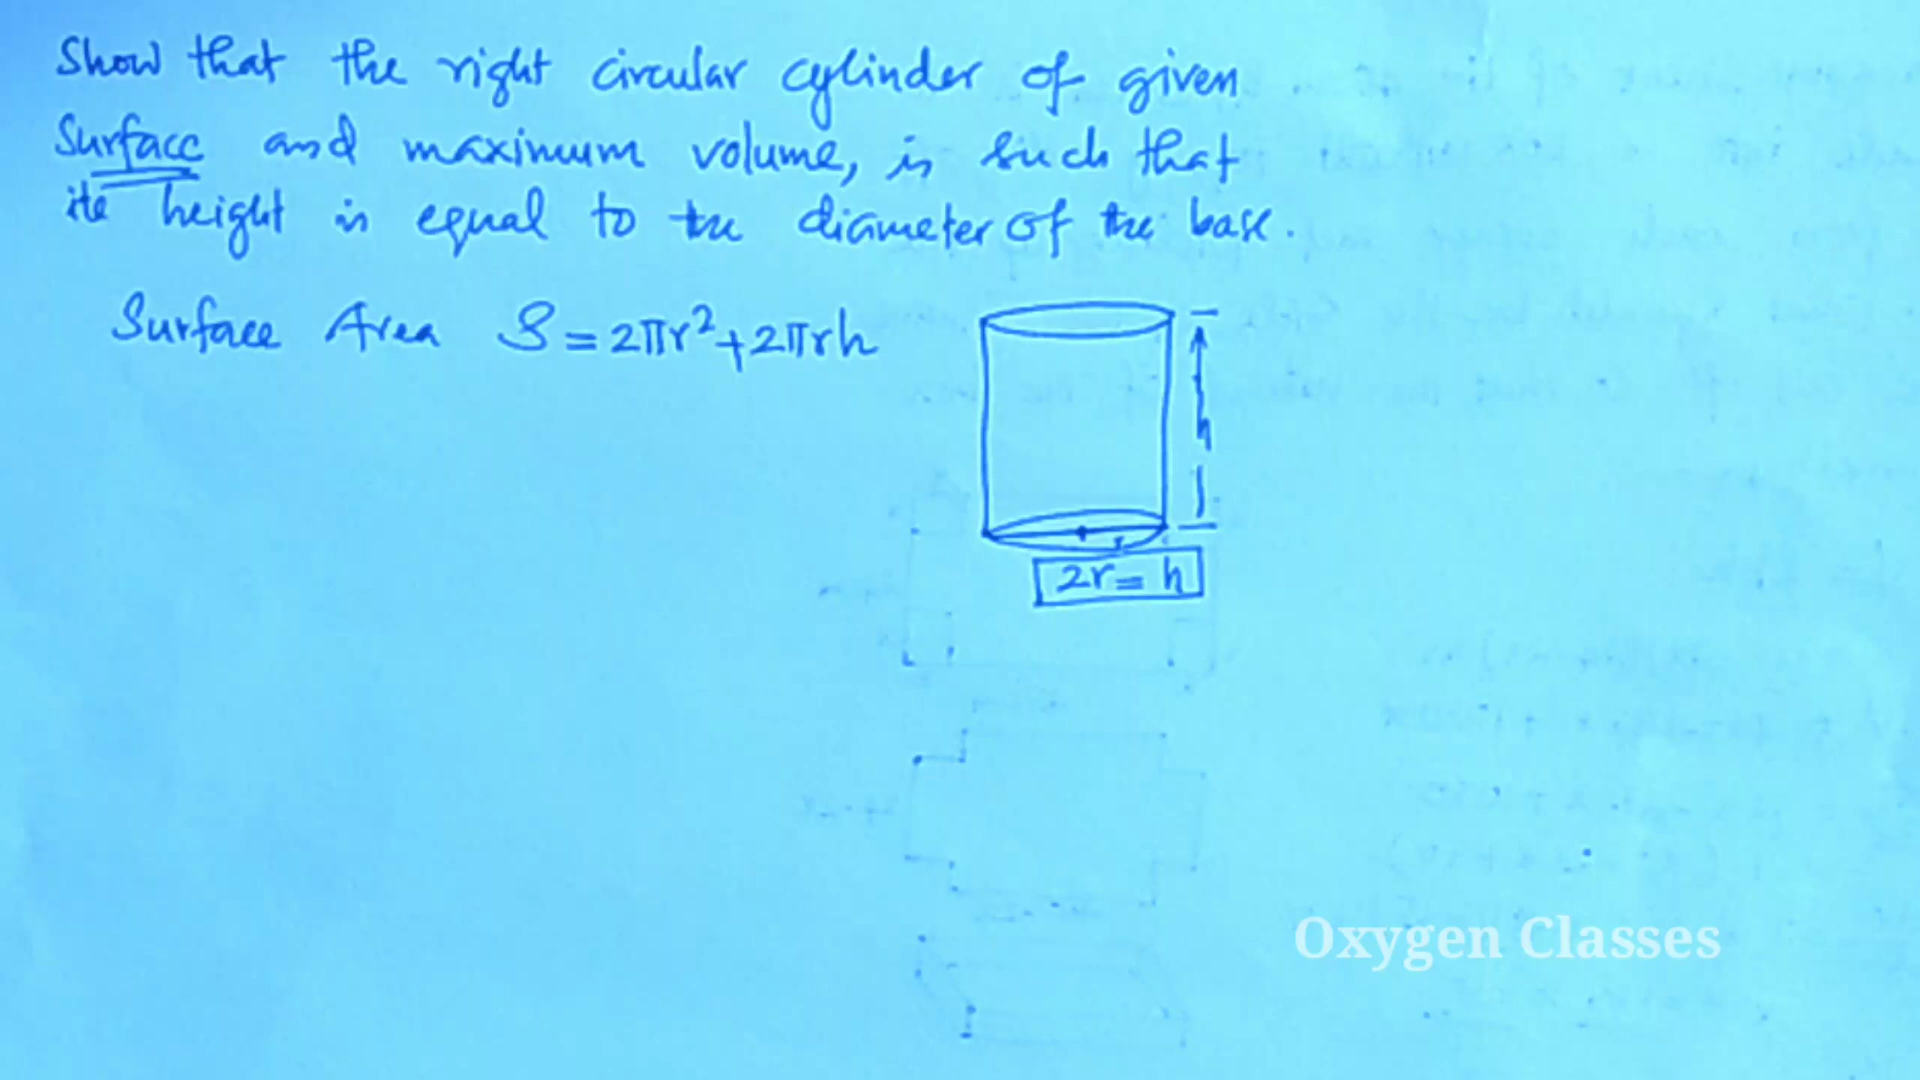 Show that the right circular cylinder of given
Surface and maximum volume, is such that
its height is equal to the diameter of the base.
Surface Area S = 2πr²+2πrh
h
r
2r = h
Oxygen Classes